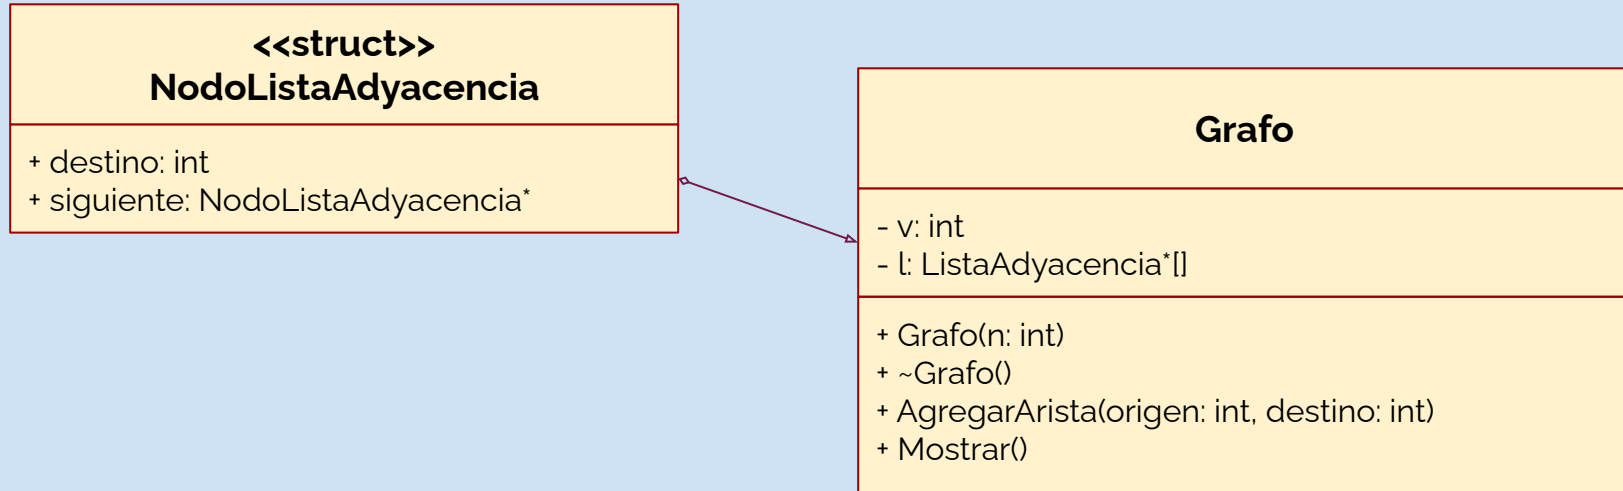 <<struct>>
NodoListaAdyacencia
+ destino: int
+ siguiente: NodoListaAdyacencia*
Grafo
- v: int
- l: ListaAdyacencia*[]
+ Grafo(n: int)
+ ~Grafo()
+ AgregarArista(origen: int, destino: int)
+ Mostrar()